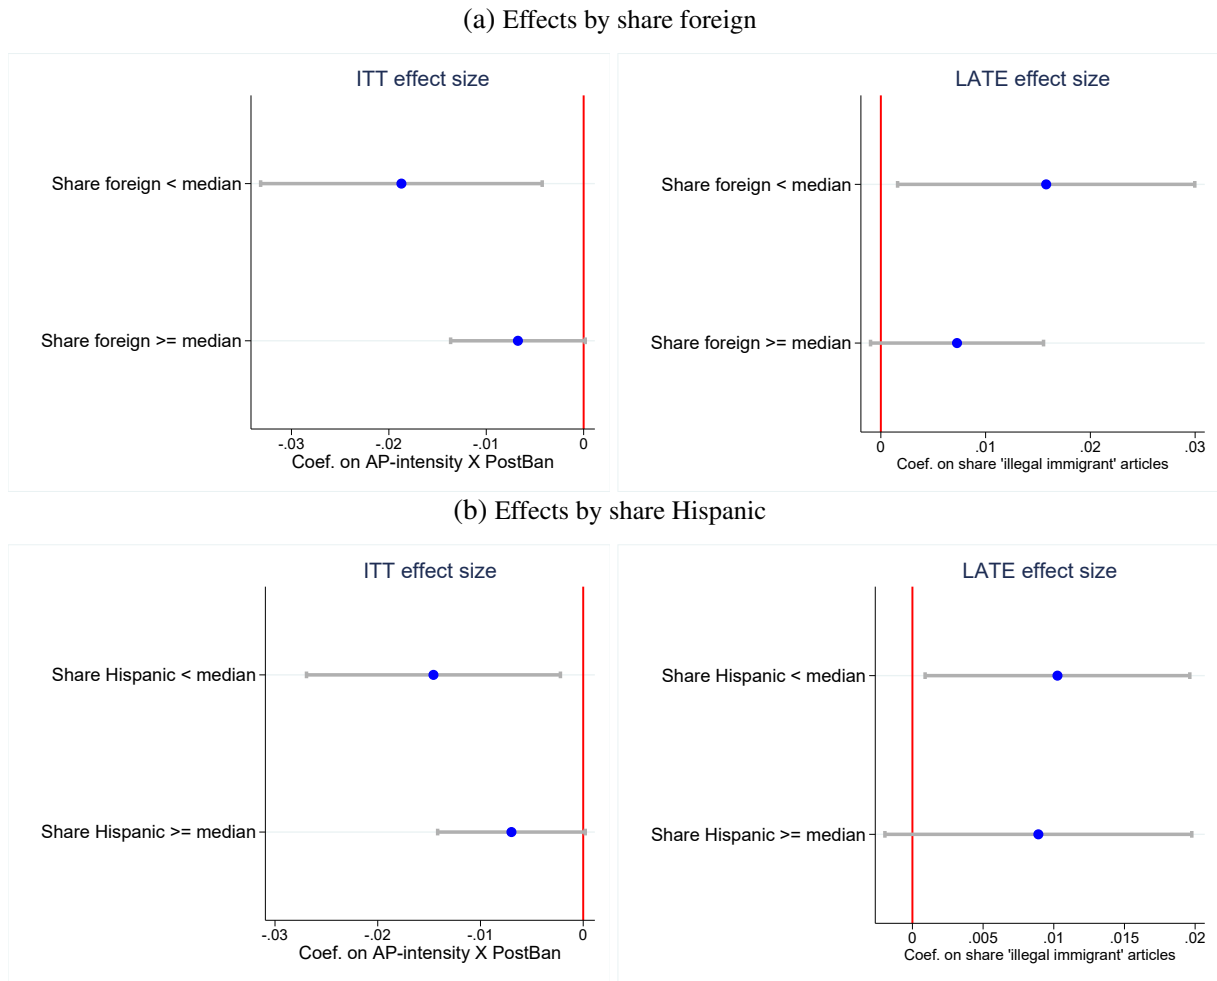 (a) Effects by share foreign
ITT effect size
Share foreign < median
Share foreign >= median
-.03 -.02 -.01 0
Coef. on AP-intensity X PostBan
LATE effect size
Share foreign < median
Share foreign >= median
0 .01 .02 .03
Coef. on share 'illegal immigrant' articles
(b) Effects by share Hispanic
ITT effect size
Share Hispanic < median
Share Hispanic >= median
-.03 -.02 -.01 0
Coef. on AP-intensity X PostBan
LATE effect size
Share Hispanic < median
Share Hispanic >= median
0 .005 .01 .015 .02
Coef. on share 'illegal immigrant' articles